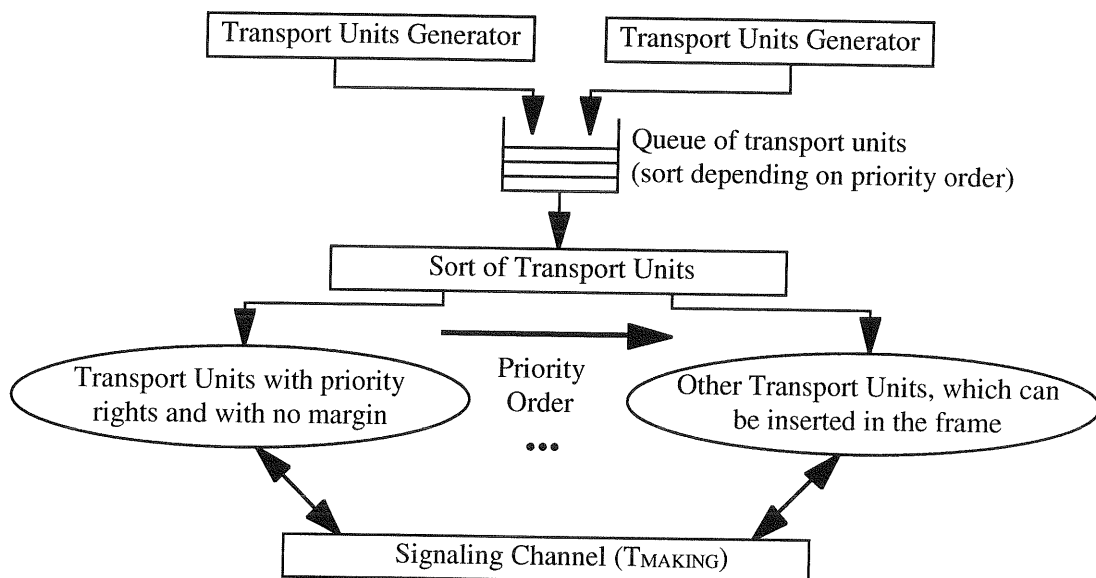 Transport Units Generator
Transport Units Generator
Queue of transport units
(sort depending on priority order)
Sort of Transport Units
Transport Units with priority
rights and with no margin
Priority
Order
...
Other Transport Units, which can
be inserted in the frame
Signaling Channel (TMAKING)